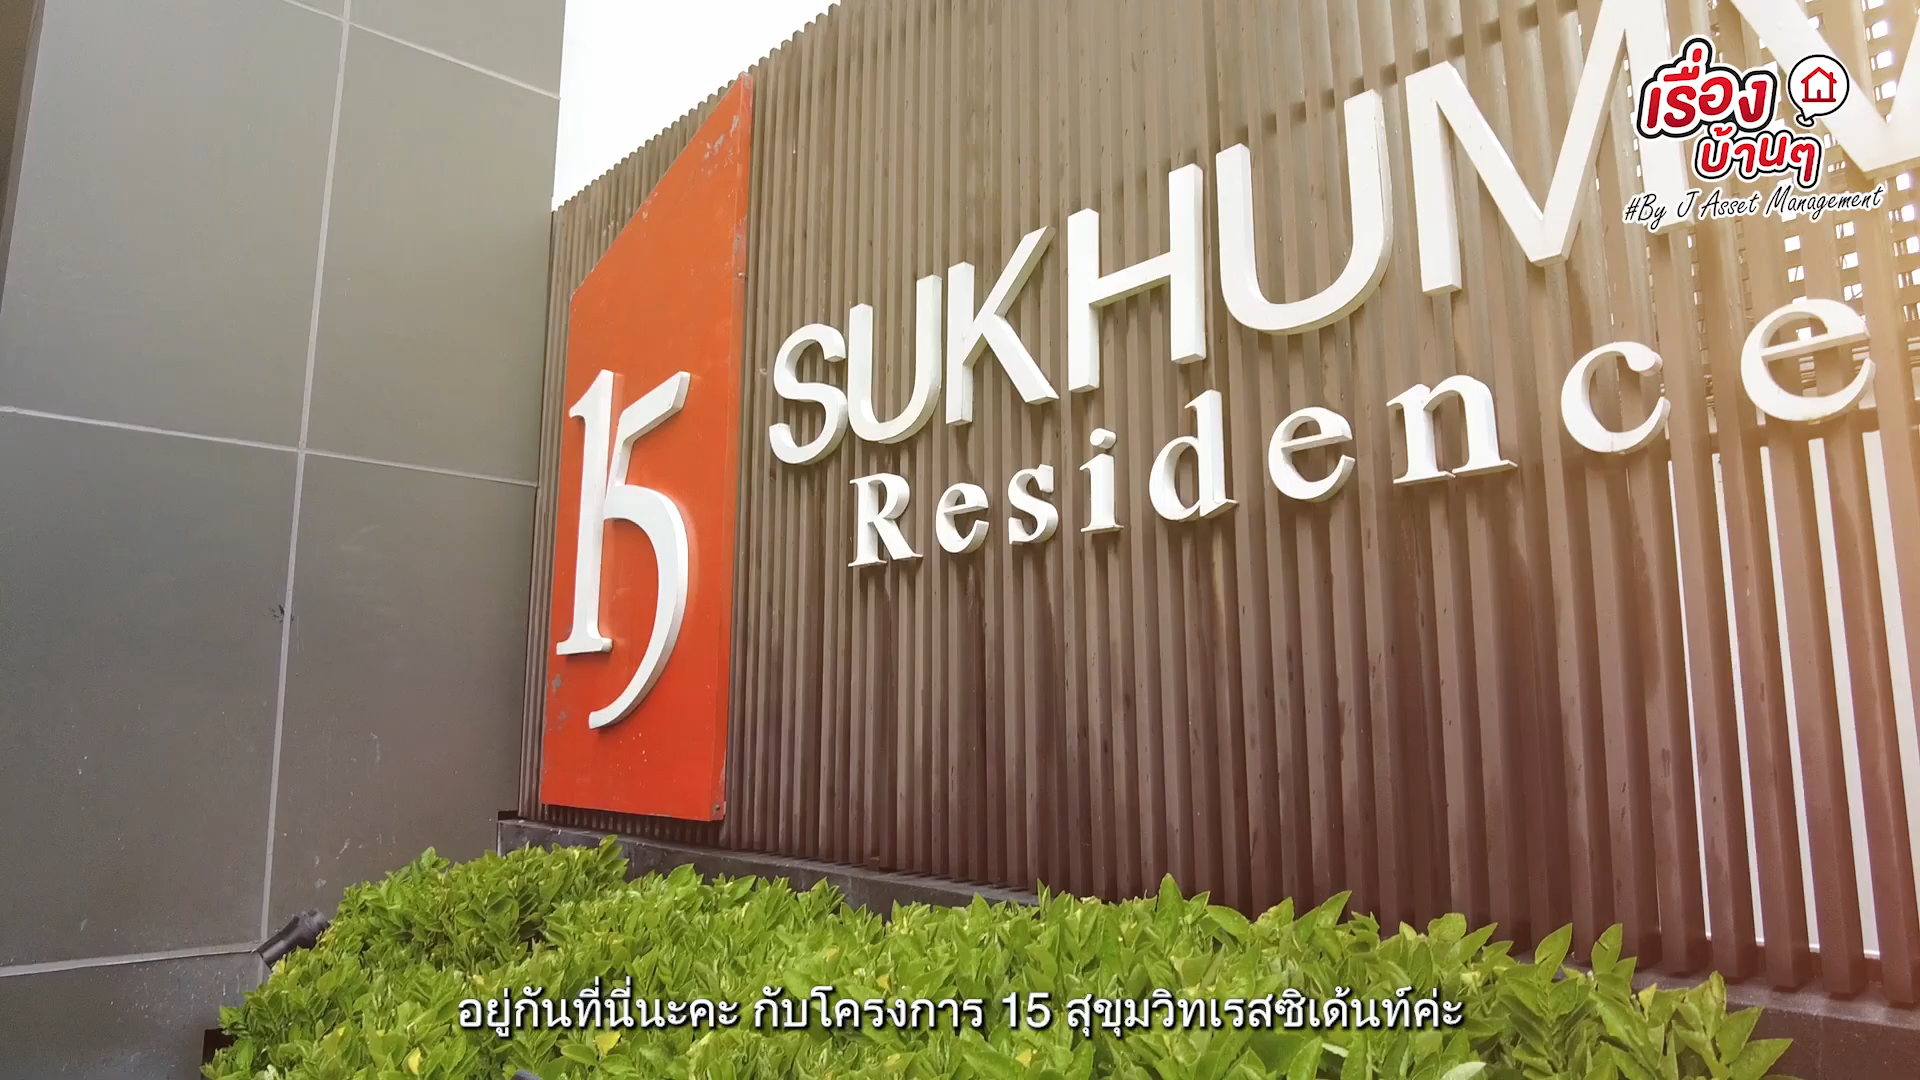 เรื่อง
บ้านๆ
#By J Asset Management
15
SUKHUMV
Residence
อยู่กันที่นี่นะคะ กับโครงการ 15 สุขุมวิทเรสซิเด้นท์ค่ะ